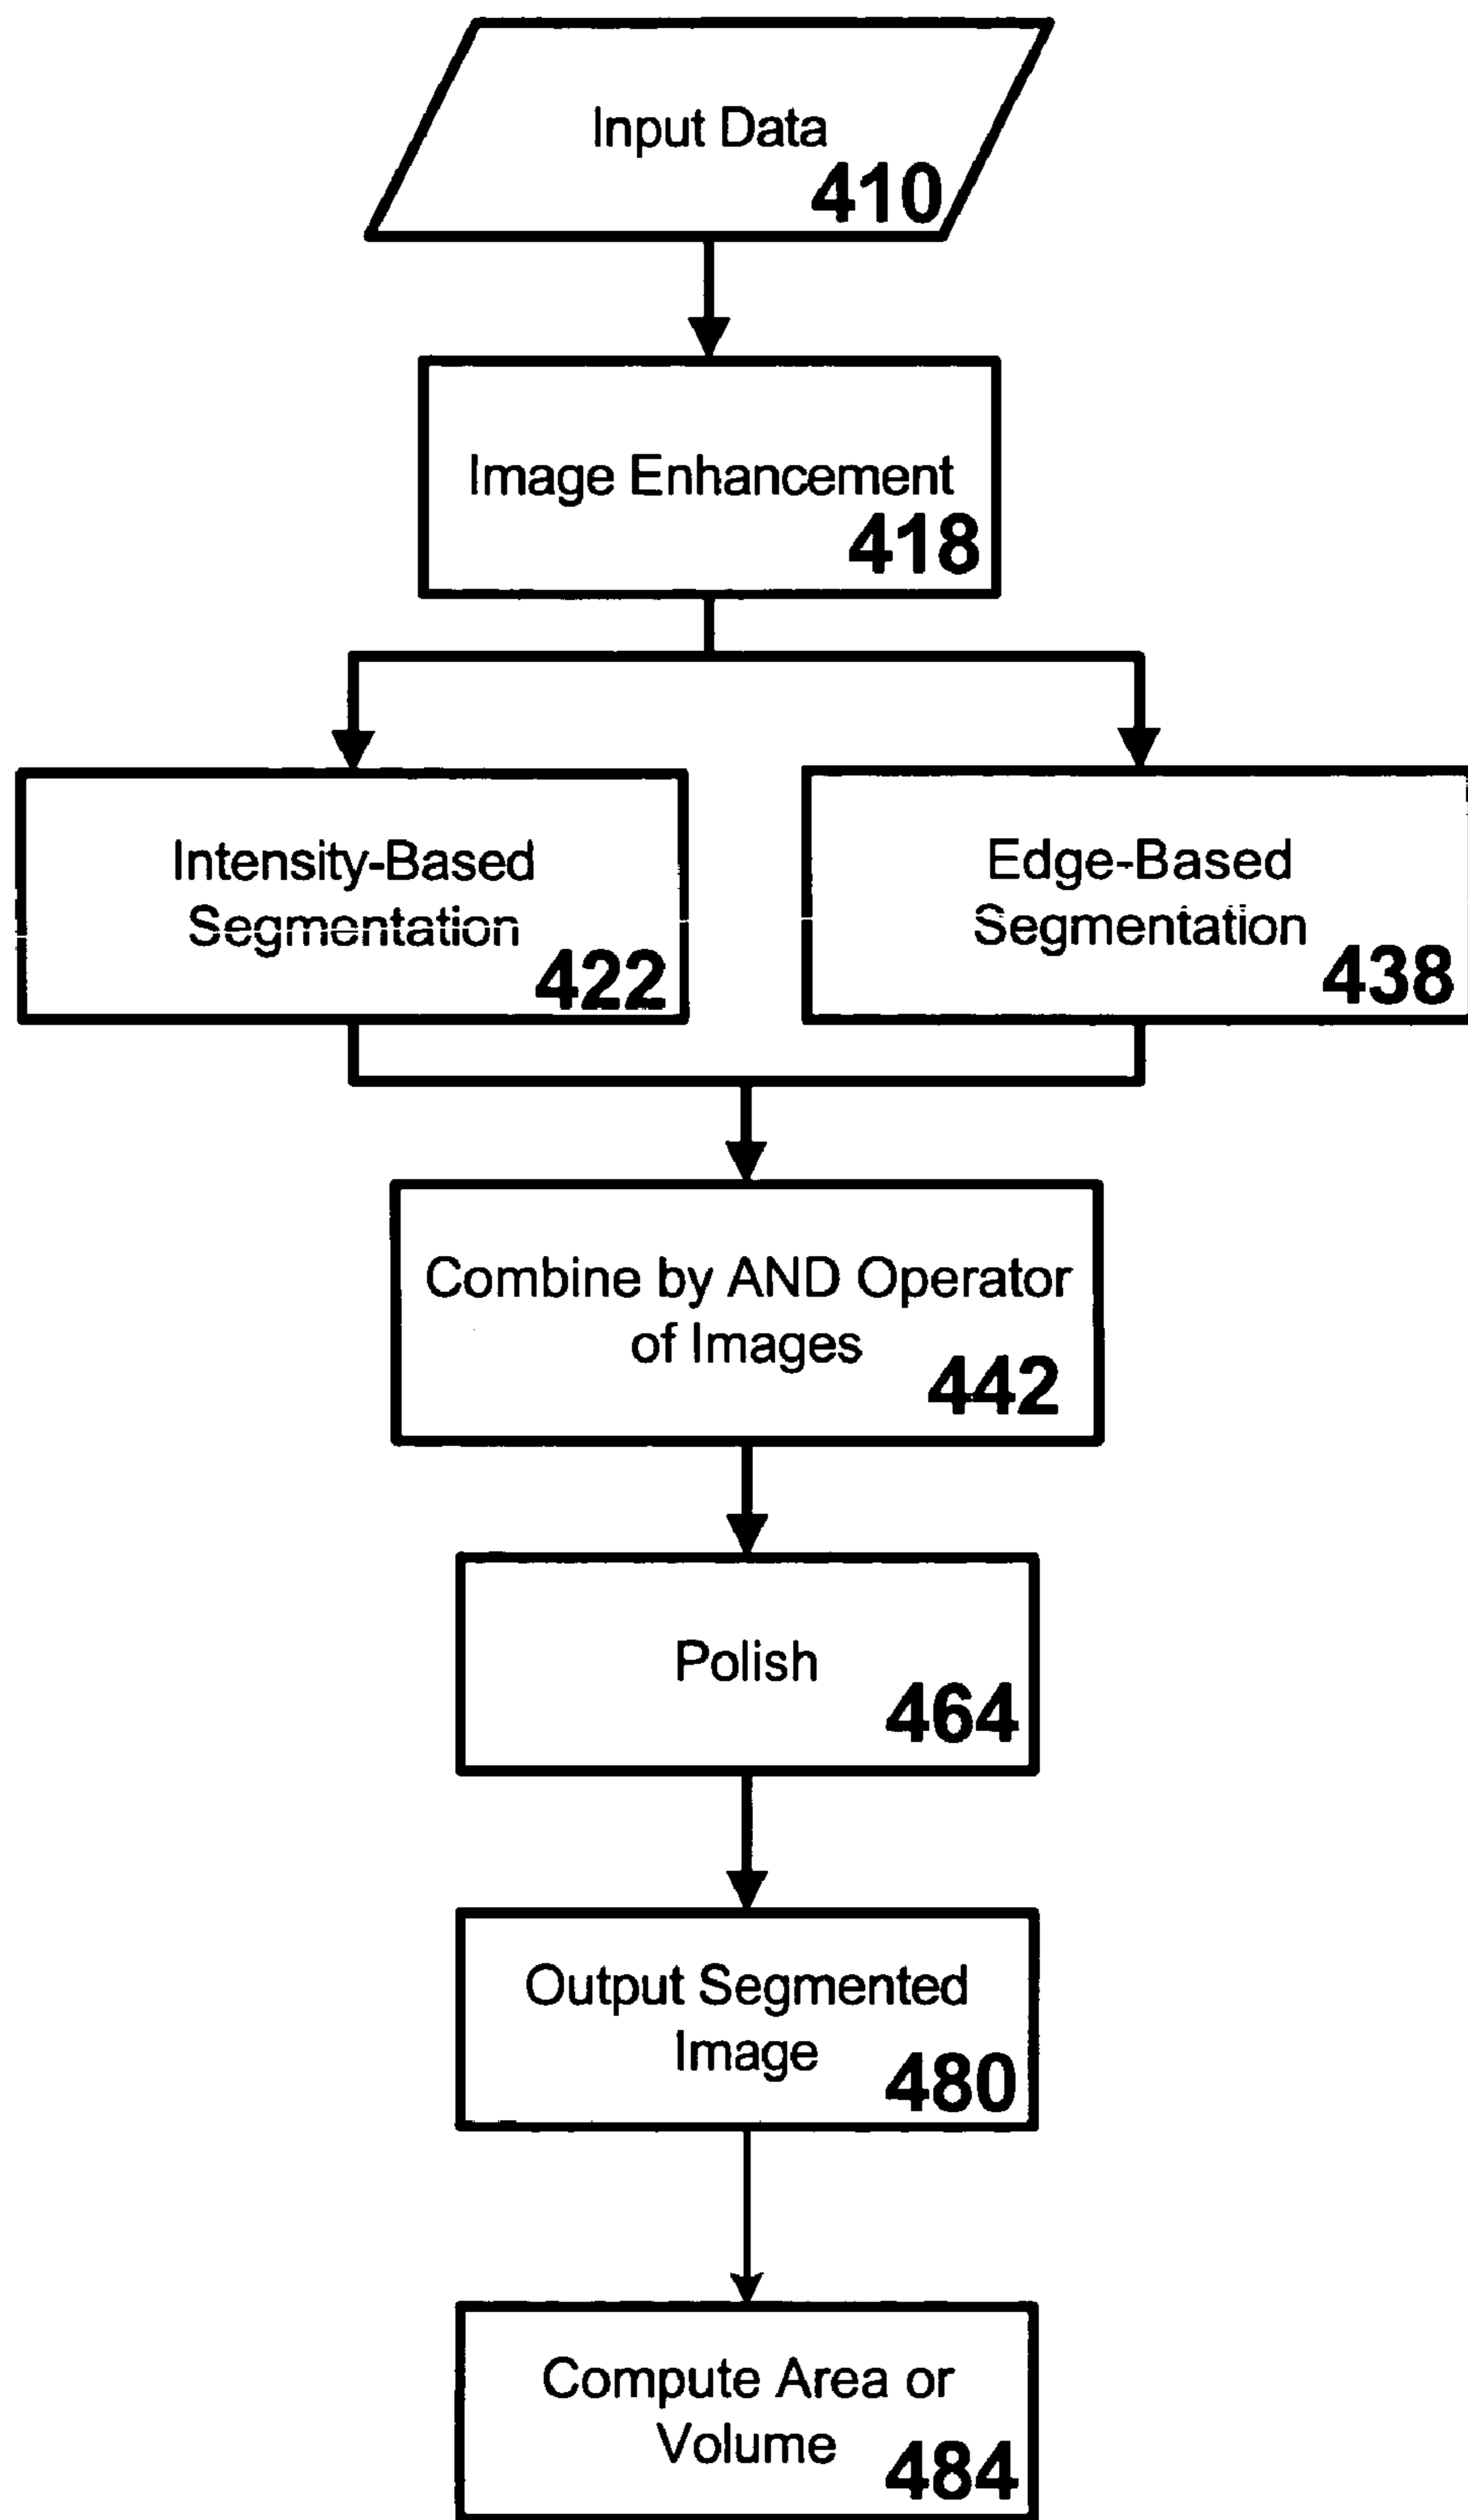 Input Data
410
Image Enhancement
418
Intensity-Based
Segmentation
422
Edge-Based
Segmentation
438
Combine by AND Operator
of Images
442
Polish
464
Output Segmented
Image
480
Compute Area or
Volume
484